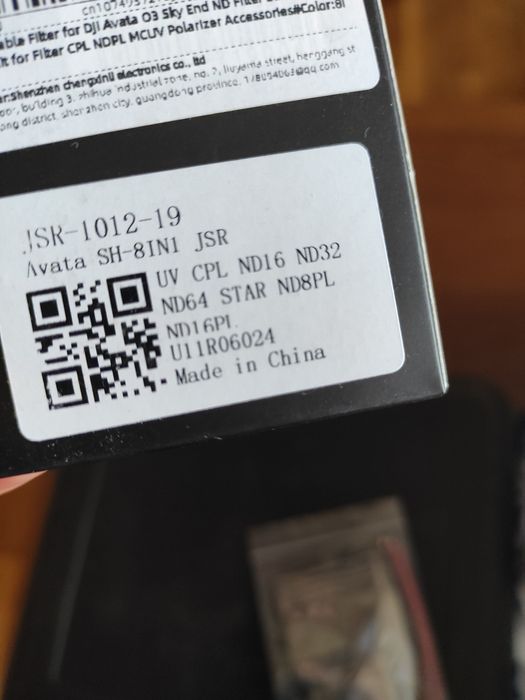 Filter for Dji Avata O3 Sky End ND Filter
it for Filter CPL NDPL MCUV Polarizer Accessories#Color:8I
Shenzhen chengxinli electronics co., ltd
building 3, zhihua industrial zone, no. 7, street, henggang st
district, shenzhen city, guangdong province.
JSR-1012-19
Avata SH-8IN1 JSR
UV CPL ND16 ND32
ND64 STAR ND8PL
ND16PL
U11R06024
Made in China